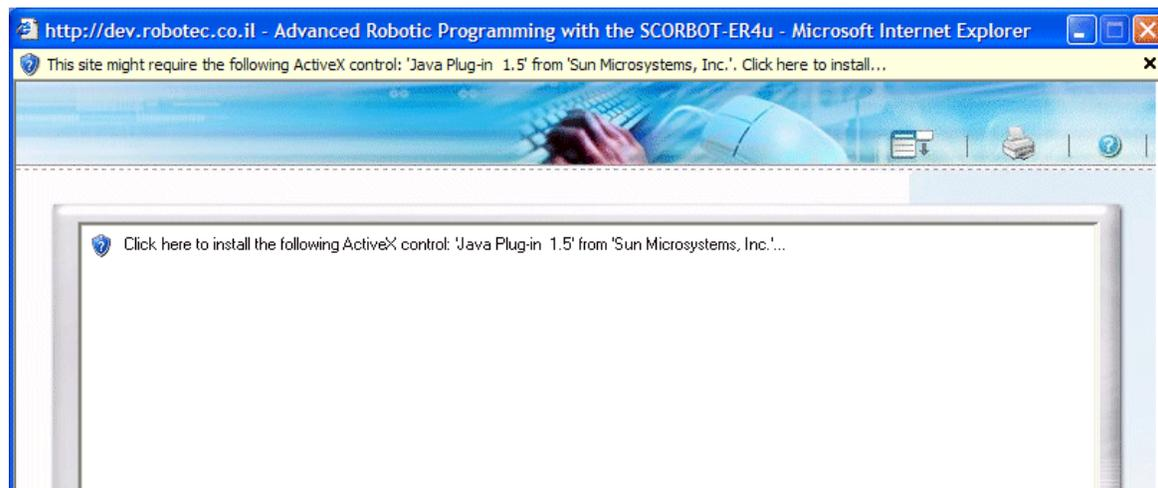 http://dev.robotec.co.il - Advanced Robotic Programming with the SCORBOT-ER4u - Microsoft Internet Explorer
This site might require the following ActiveX control: 'Java Plug-in 1.5' from 'Sun Microsystems, Inc.'. Click here to install...
Click here to install the following ActiveX control: 'Java Plug-in 1.5' from 'Sun Microsystems, Inc.'...